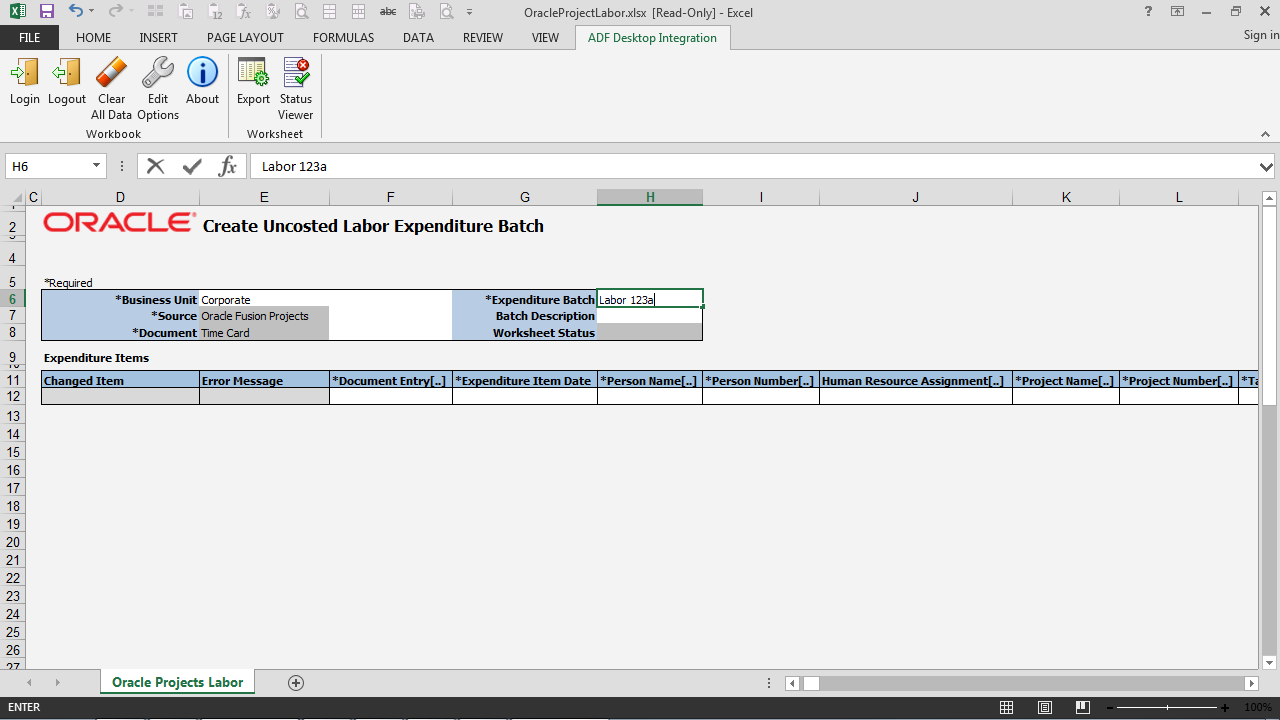 OracleProjectLabor.xlsx [Read-Only] - Excel
FILE HOME INSERT PAGE LAYOUT FORMULAS DATA REVIEW VIEW ADF Desktop Integration Sign in
Login Logout Clear All Data Edit Options About Export Status Viewer
Workbook Worksheet
H6 fx Labor 123a
C D E F G H I J K L
2 ORACLE Create Uncosted Labor Expenditure Batch
4
5 *Required
6 *Business Unit Corporate *Expenditure Batch Labor 123a
7 *Source Oracle Fusion Projects Batch Description
8 *Document Time Card Worksheet Status
9 Expenditure Items
11 Changed Item Error Message *Document Entry[..] *Expenditure Item Date *Person Name[..] *Person Number[..] Human Resource Assignment[..] *Project Name[..] *Project Number[..] *Ta
12
13
14
15
16
17
18
19
20
21
22
23
24
25
26
27
Oracle Projects Labor
ENTER 100%